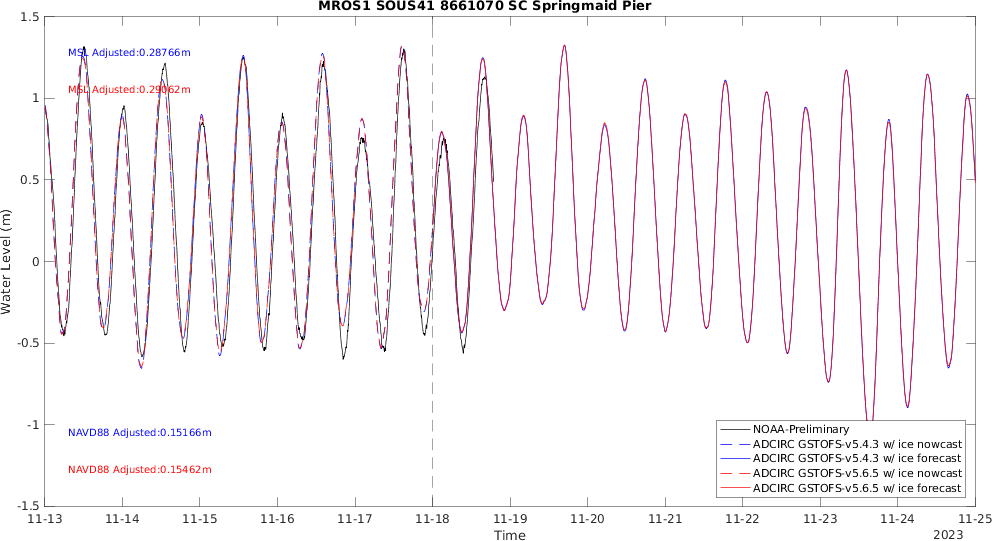 MROS1 SOUS41 8661070 SC Springmaid Pier
1.5
MSL Adjusted:0.28766m
MSL Adjusted:0.29062m
1
0.5
Water Level (m)
0
-0.5
-1
NAVD88 Adjusted:0.15166m
NAVD88 Adjusted:0.15462m
-1.5
NOAA-Preliminary
ADCIRC GSTOFS-v5.4.3 w/ ice nowcast
ADCIRC GSTOFS-v5.4.3 w/ ice forecast
ADCIRC GSTOFS-v5.6.5 w/ ice nowcast
ADCIRC GSTOFS-v5.6.5 w/ ice forecast
11-13 11-14 11-15 11-16 11-17 11-18 11-19 11-20 11-21 11-22 11-23 11-24 11-25
Time
2023